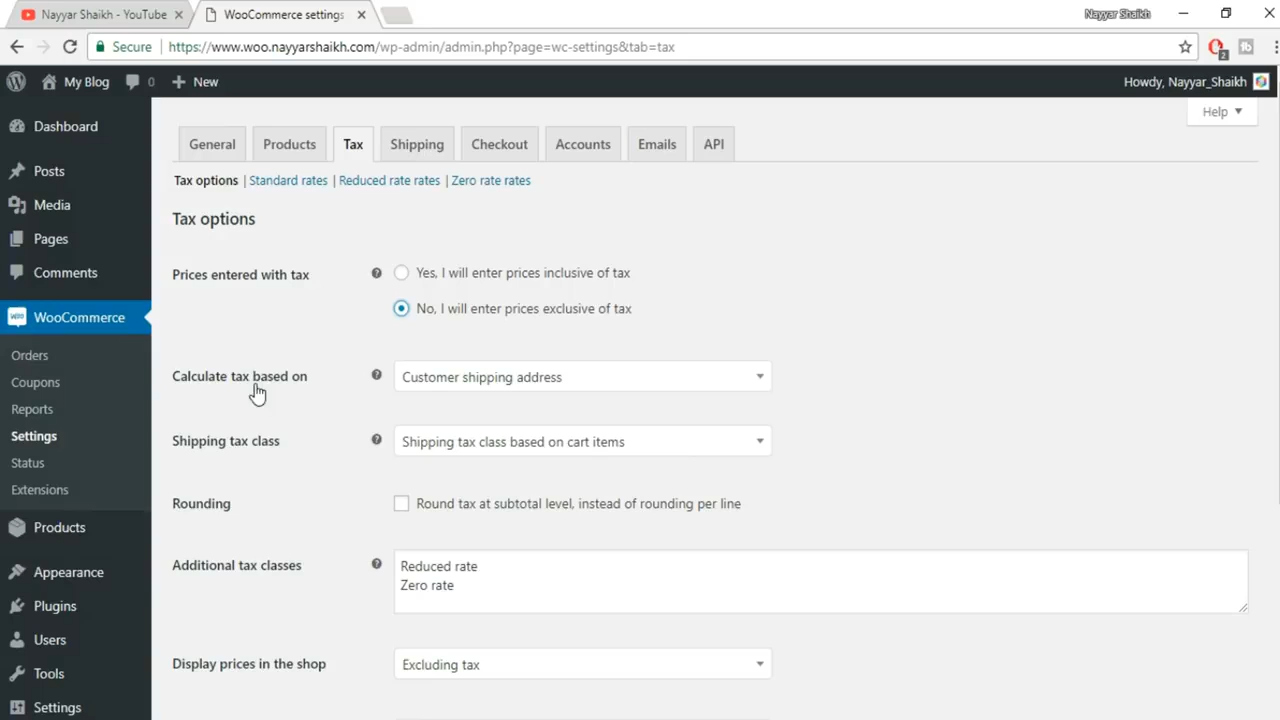 Nayyar Shaikh - YouTube
WooCommerce settings
Nayyar Shaikh
Secure https://www.woo.nayyarshaikh.com/wp-admin/admin.php?page=wc-settings&tab=tax
2
My Blog 0 New
Howdy, Nayyar_Shaikh
Help
Dashboard
Posts
Media
Pages
Comments
Woo WooCommerce
Orders
Coupons
Reports
Settings
Status
Extensions
Products
Appearance
Plugins
Users
Tools
Settings
General Products Tax Shipping Checkout Accounts Emails API
Tax options | Standard rates | Reduced rate rates | Zero rate rates
Tax options
Prices entered with tax ? Yes, I will enter prices inclusive of tax
No, I will enter prices exclusive of tax
Calculate tax based on ? Customer shipping address
Shipping tax class ? Shipping tax class based on cart items
Rounding Round tax at subtotal level, instead of rounding per line
Additional tax classes ? Reduced rate
Zero rate
Display prices in the shop Excluding tax